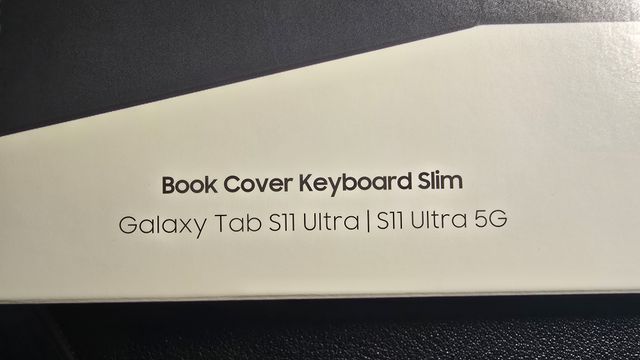 Book Cover Keyboard Slim
Galaxy Tab S11 Ultra | S11 Ultra 5G